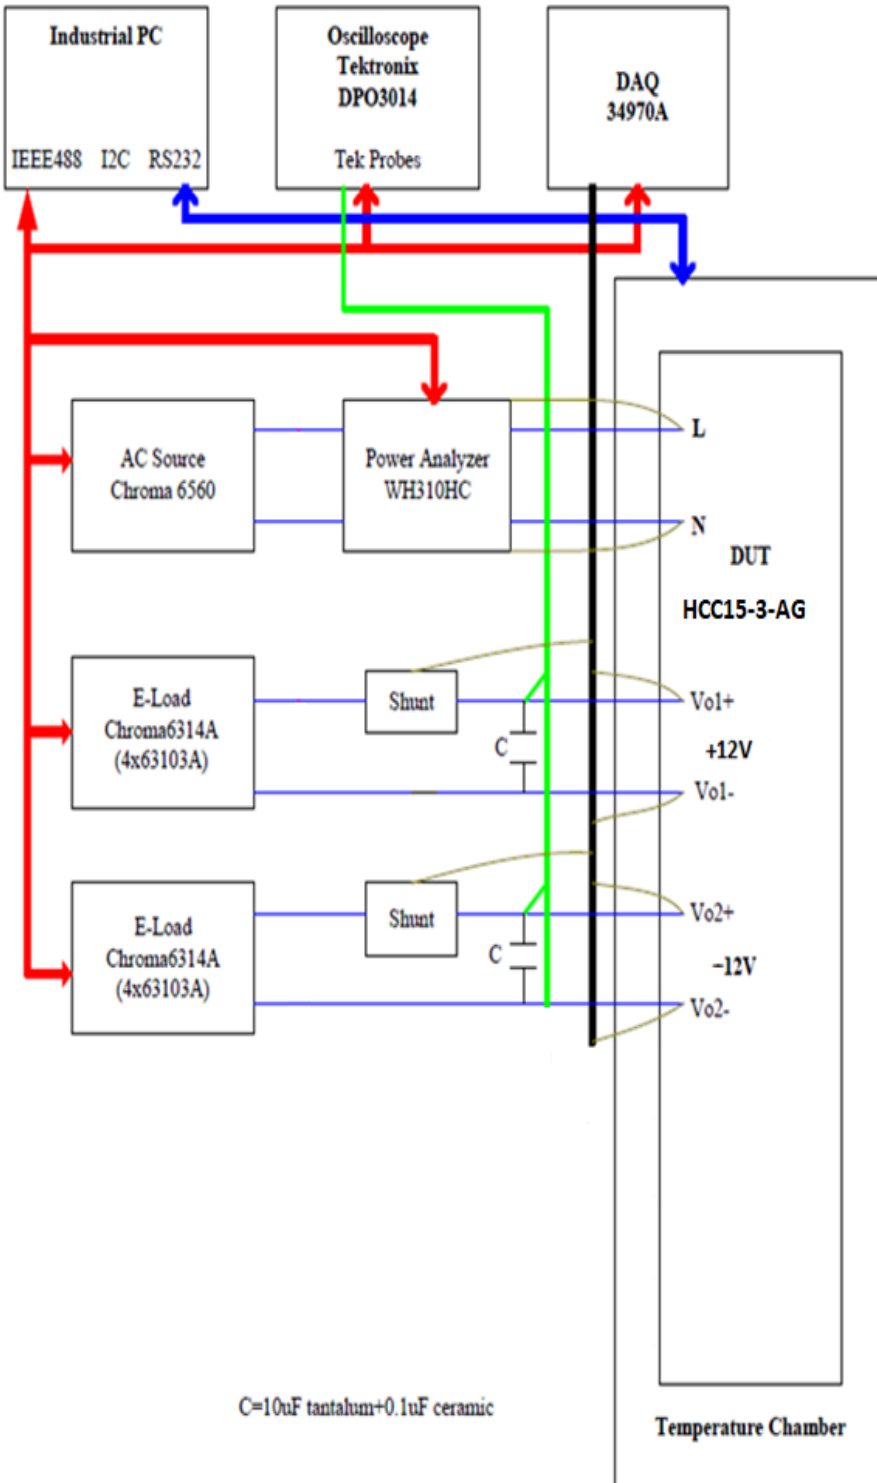 Industrial PC
IEEE488 I2C RS232
Oscilloscope
Tektronix
DPO3014
Tek Probes
DAQ
34970A
AC Source
Chroma 6560
Power Analyzer
WH310HC
L
N
DUT
HCC15-3-AG
E-Load
Chroma6314A
(4x63103A)
Shunt
C
Vo1+
+12V
Vo1-
E-Load
Chroma6314A
(4x63103A)
Shunt
C
Vo2+
−12V
Vo2-
C=10uF tantalum+0.1uF ceramic
Temperature Chamber